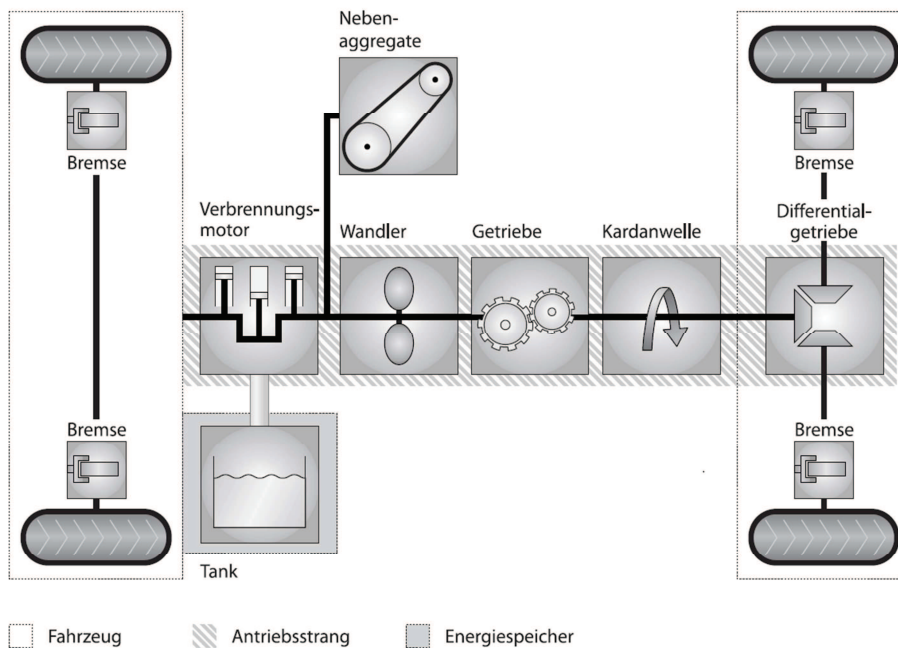 Neben-
aggregate
Bremse
Bremse
Verbrennungs-
motor
Wandler
Getriebe
Kardanwelle
Differential-
getriebe
Bremse
Bremse
Tank
Fahrzeug
Antriebsstrang
Energiespeicher